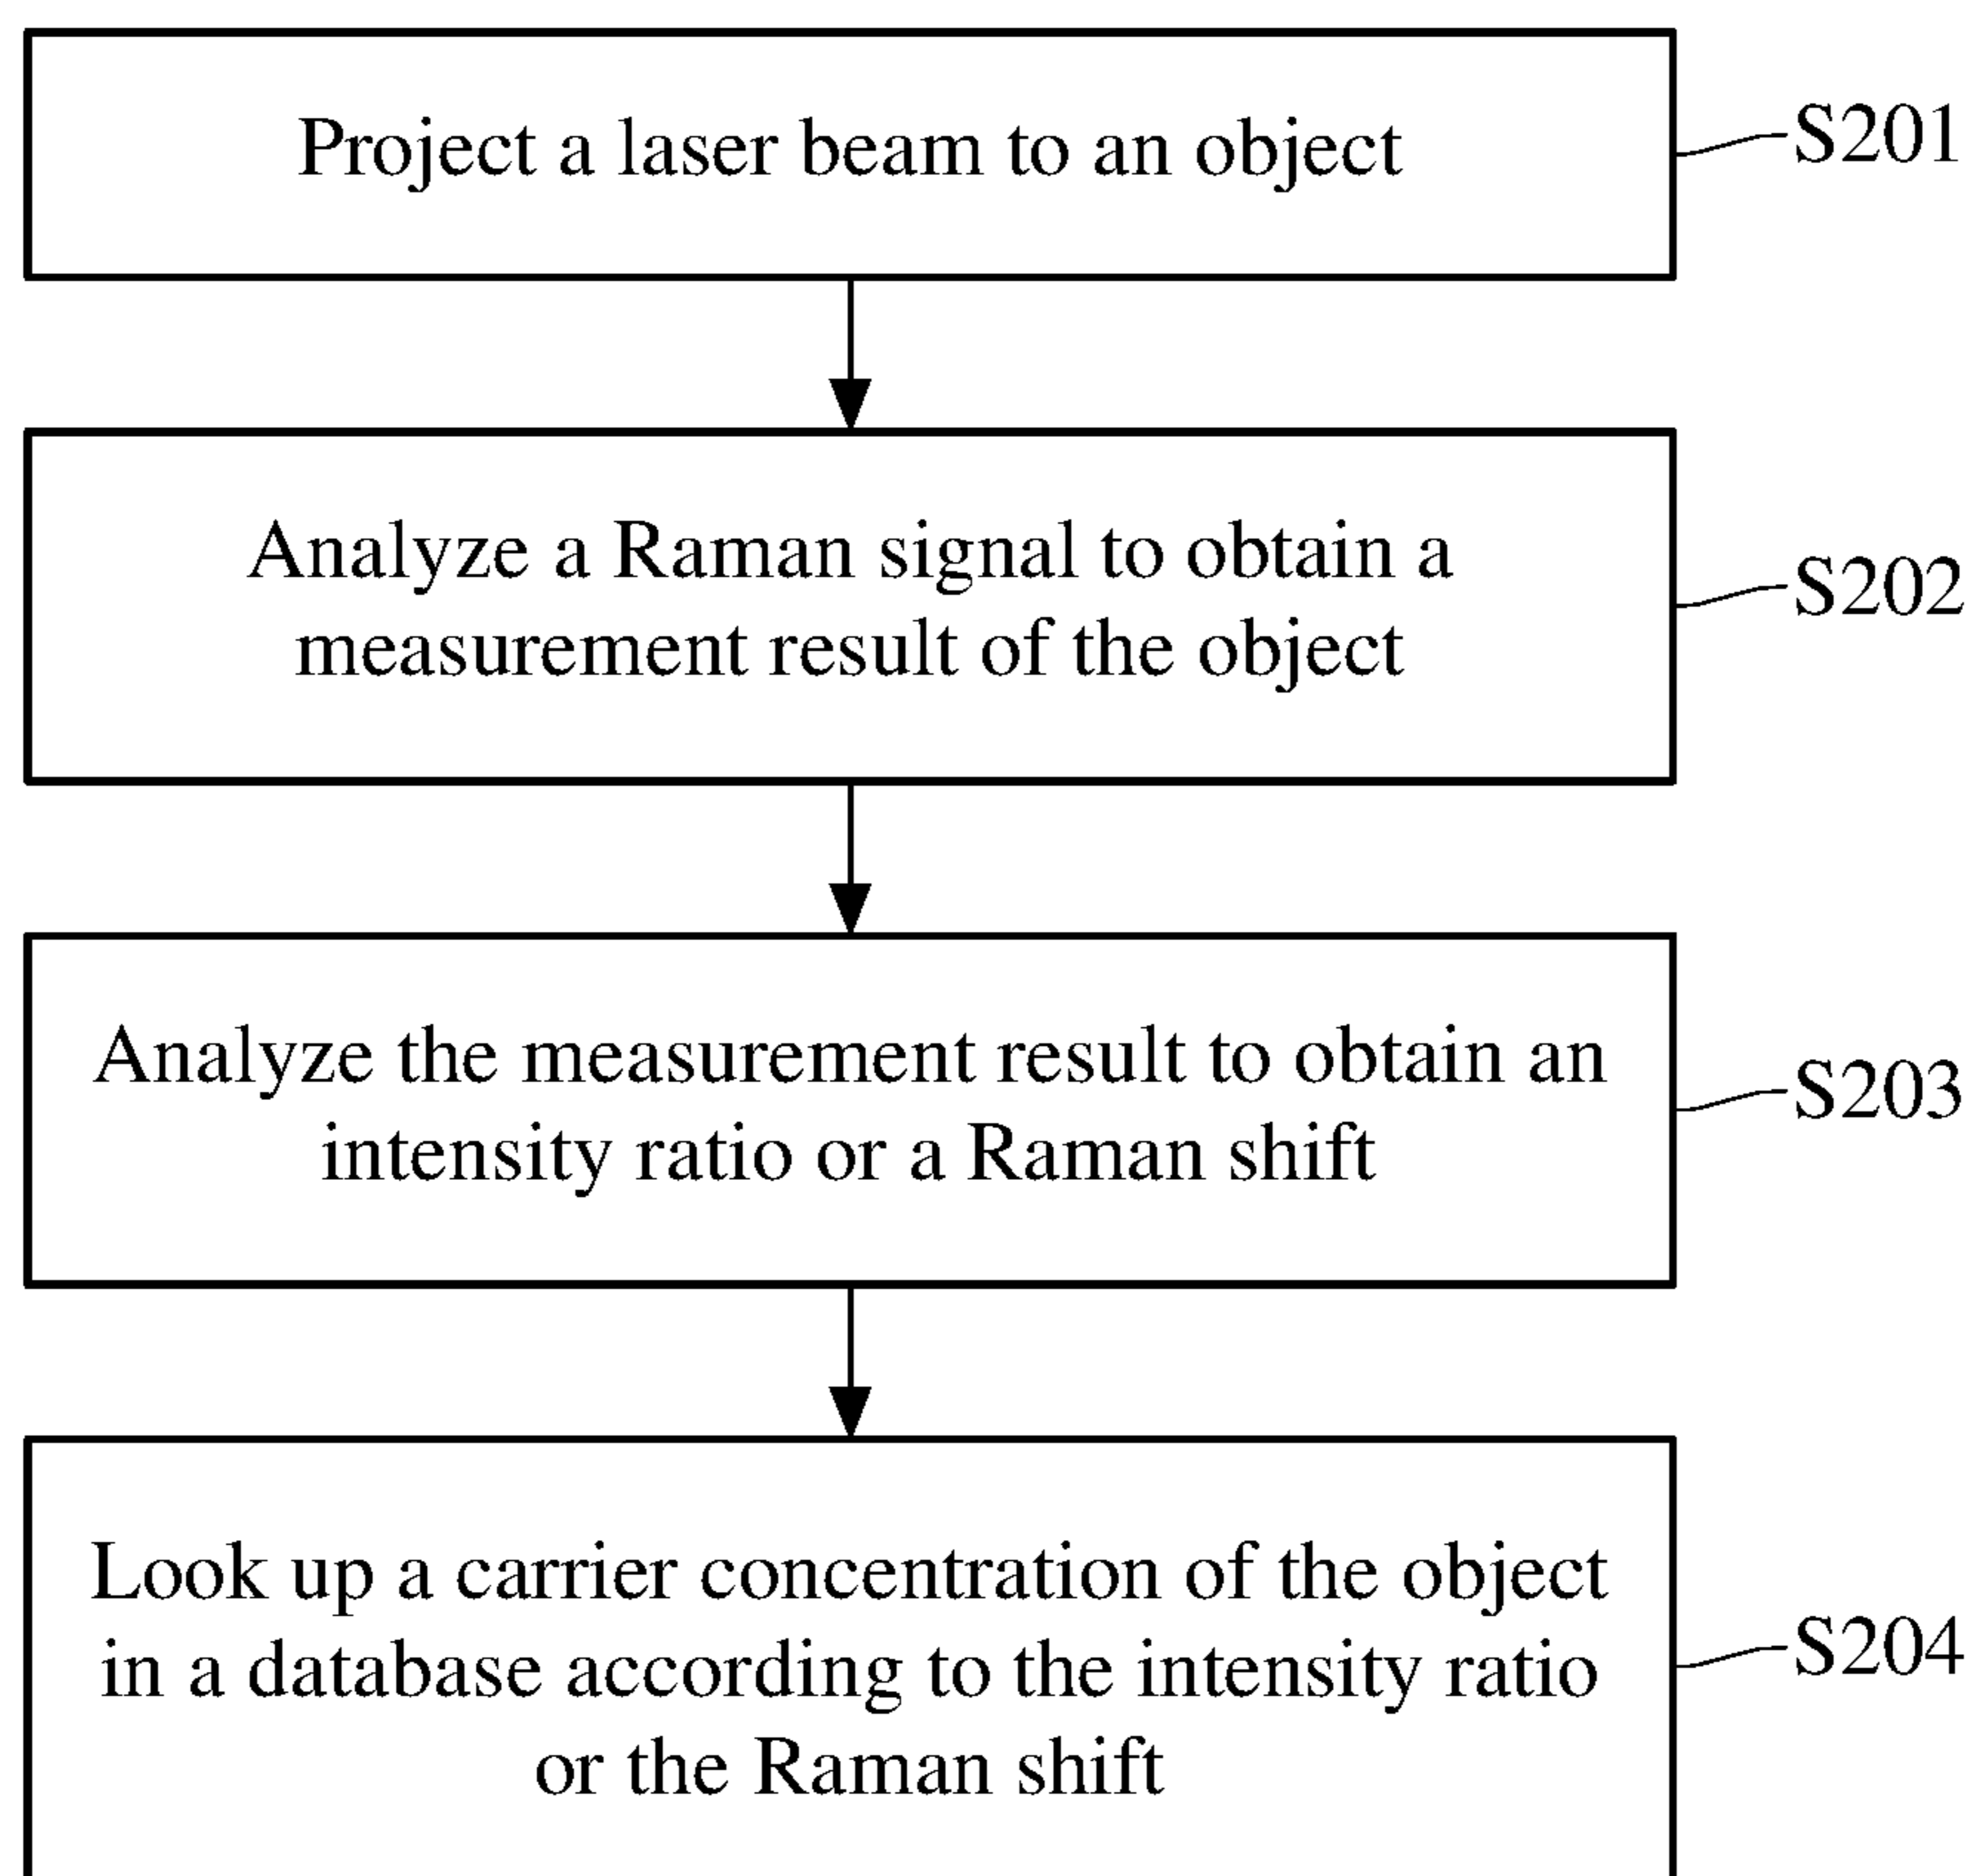 Project a laser beam to an object
S201
Analyze a Raman signal to obtain a
measurement result of the object
S202
Analyze the measurement result to obtain an
intensity ratio or a Raman shift
S203
Look up a carrier concentration of the object
in a database according to the intensity ratio
or the Raman shift
S204